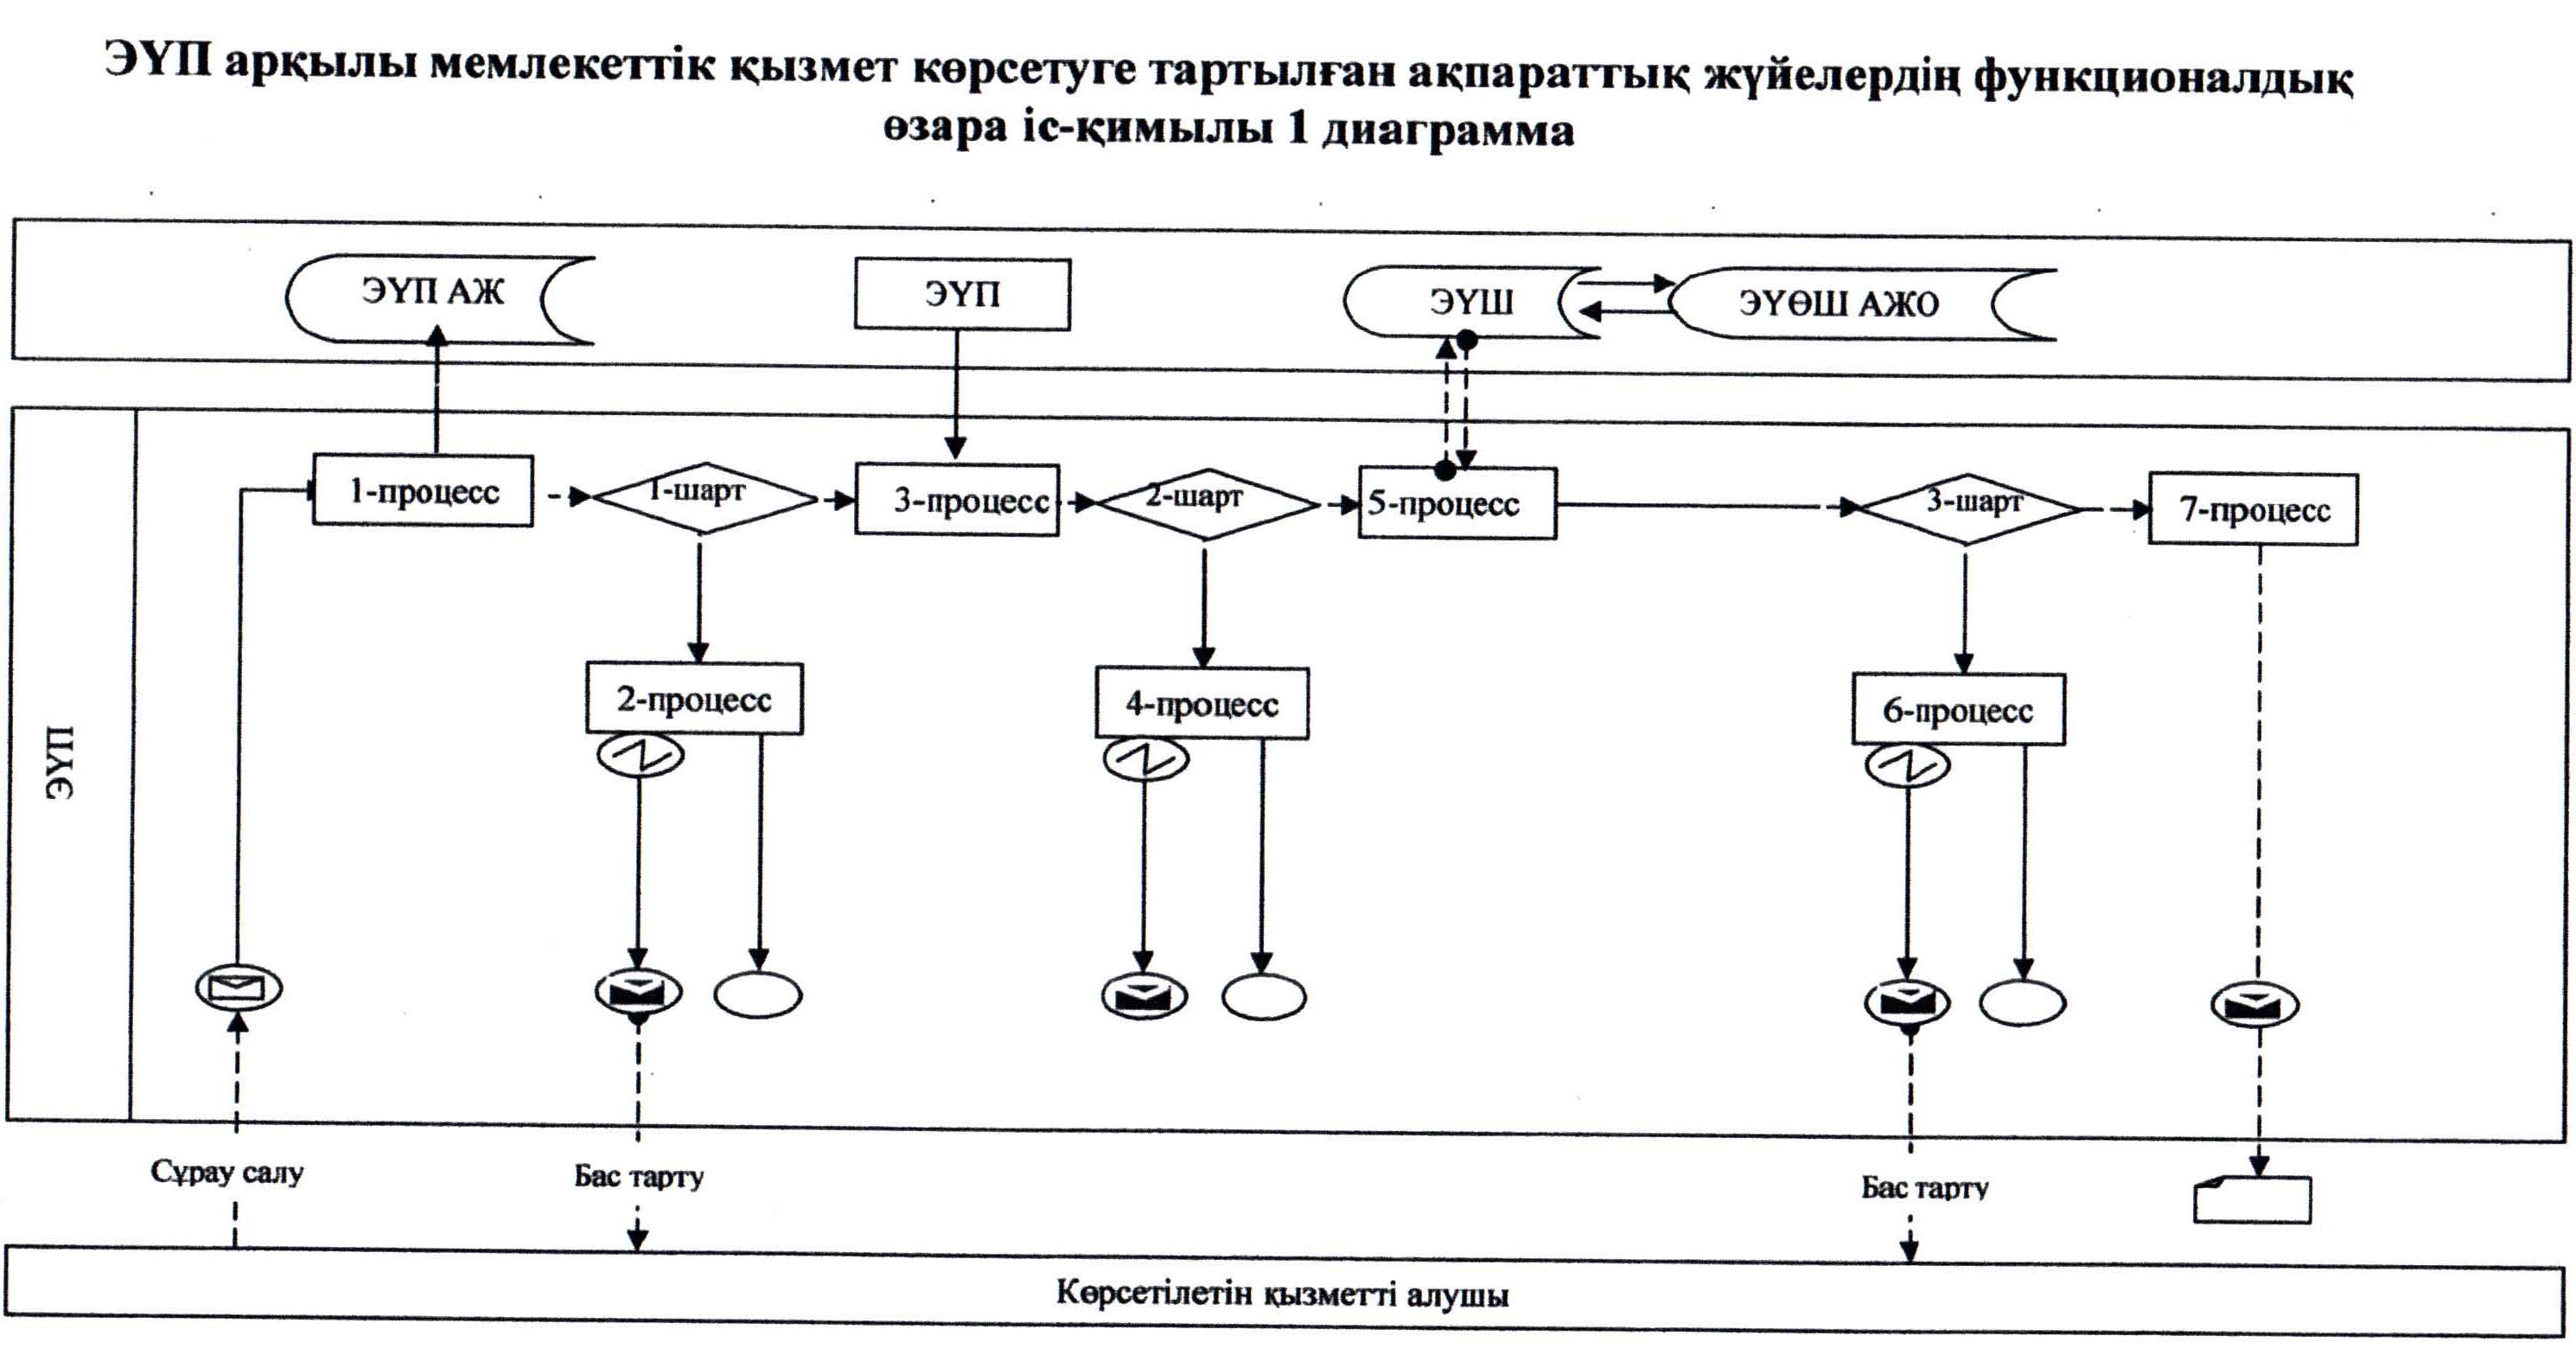 ЭҮП арқылы мемлекеттік қызмет көрсетуге тартылған ақпараттық жүйелердің функционалдық
өзара іс-қимылы 1 диаграмма
ЭҮП АЖ
ЭҮП
ЭҮШ
ЭҮӨШ АЖО
1-процесс
1-шарт
3-процесс
2-шарт
5-процесс
3-шарт
7-процесс
2-процесс
4-процесс
6-процесс
ЭҮП
Сұрау салу
Бас тарту
Бас тарту
Көрсетілетін қызметті алушы